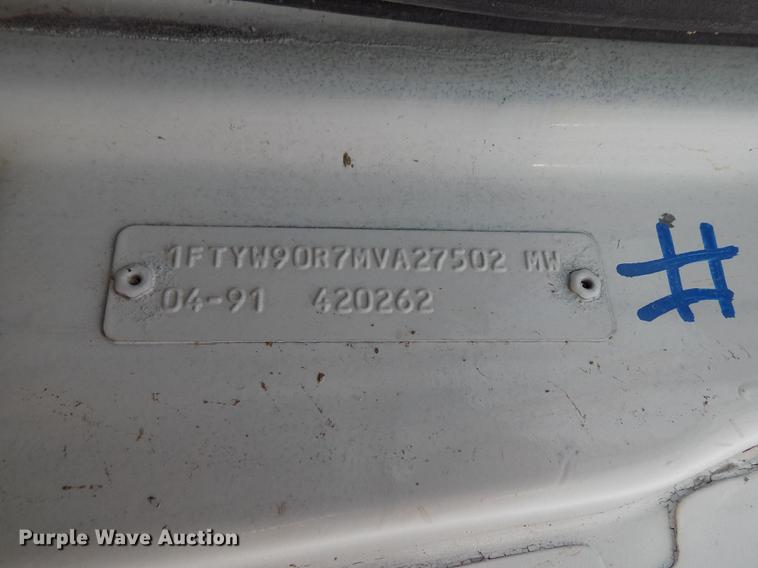 1FTYW90R7MVA27502 MW
04-91 420262
#
Purple Wave Auction